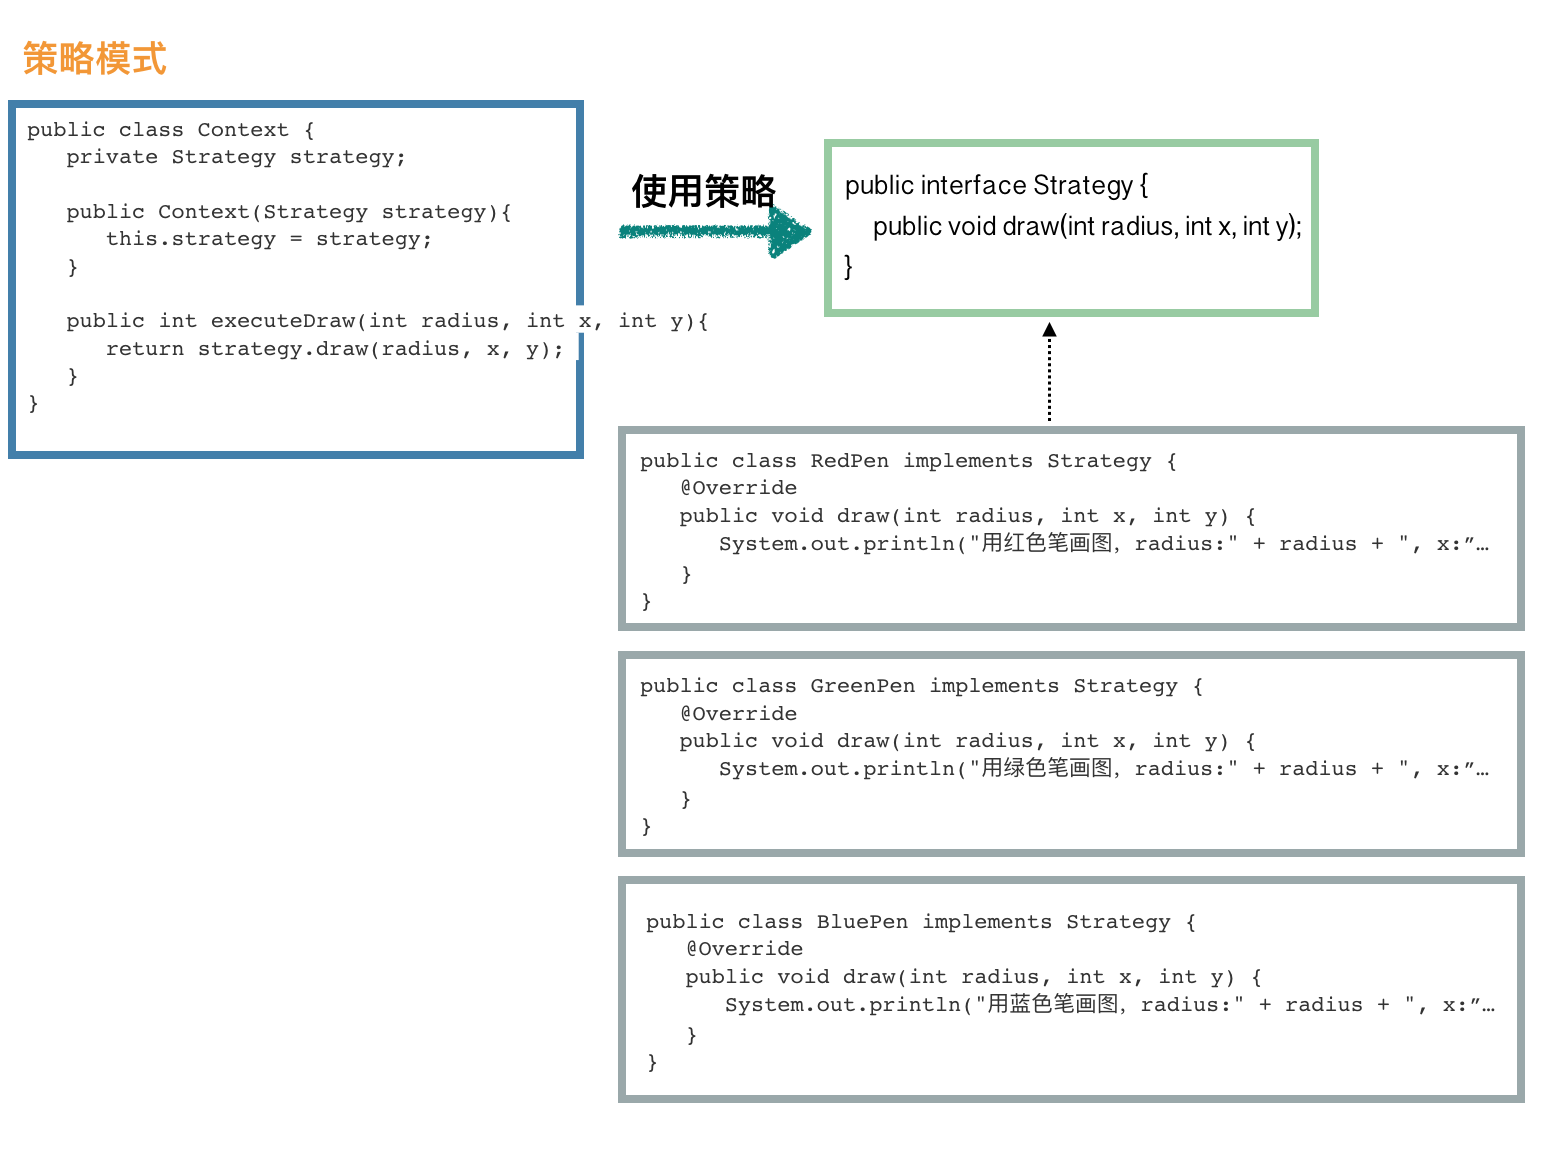 策略模式
public class Context {
private Strategy strategy;
public Context(Strategy strategy){
this.strategy = strategy;
}
public int executeDraw(int radius, int x, int y){
return strategy.draw(radius, x, y);
}
}
使用策略
public interface Strategy {
public void draw(int radius, int x, int y);
}
public class RedPen implements Strategy {
@Override
public void draw(int radius, int x, int y) {
System.out.println("用红色笔画图，radius:" + radius + ", x:”…
}
}
public class GreenPen implements Strategy {
@Override
public void draw(int radius, int x, int y) {
System.out.println("用绿色笔画图，radius:" + radius + ", x:”…
}
}
public class BluePen implements Strategy {
@Override
public void draw(int radius, int x, int y) {
System.out.println("用蓝色笔画图，radius:" + radius + ", x:”…
}
}